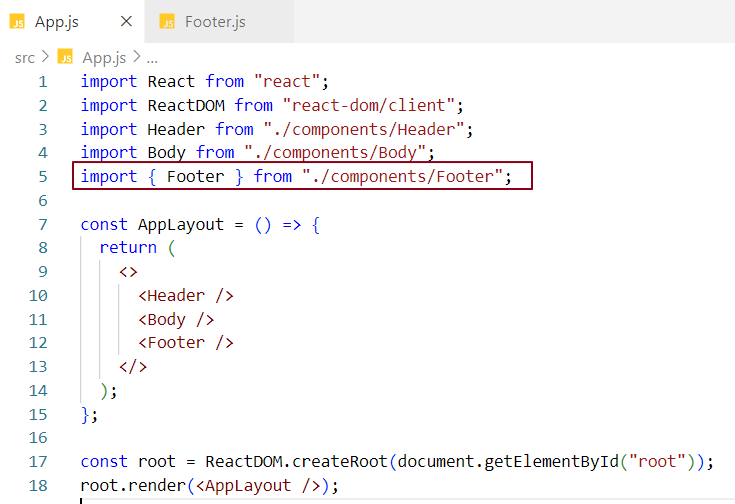 JS App.js × JS Footer.js
src > JS App.js > ...
1 import React from "react";
2 import ReactDOM from "react-dom/client";
3 import Header from "./components/Header";
4 import Body from "./components/Body";
5 import { Footer } from "./components/Footer";
6
7 const AppLayout = () => {
8   return (
9     <>
10       <Header />
11       <Body />
12       <Footer />
13     </>
14   );
15 };
16
17 const root = ReactDOM.createRoot(document.getElementById("root"));
18 root.render(<AppLayout />);